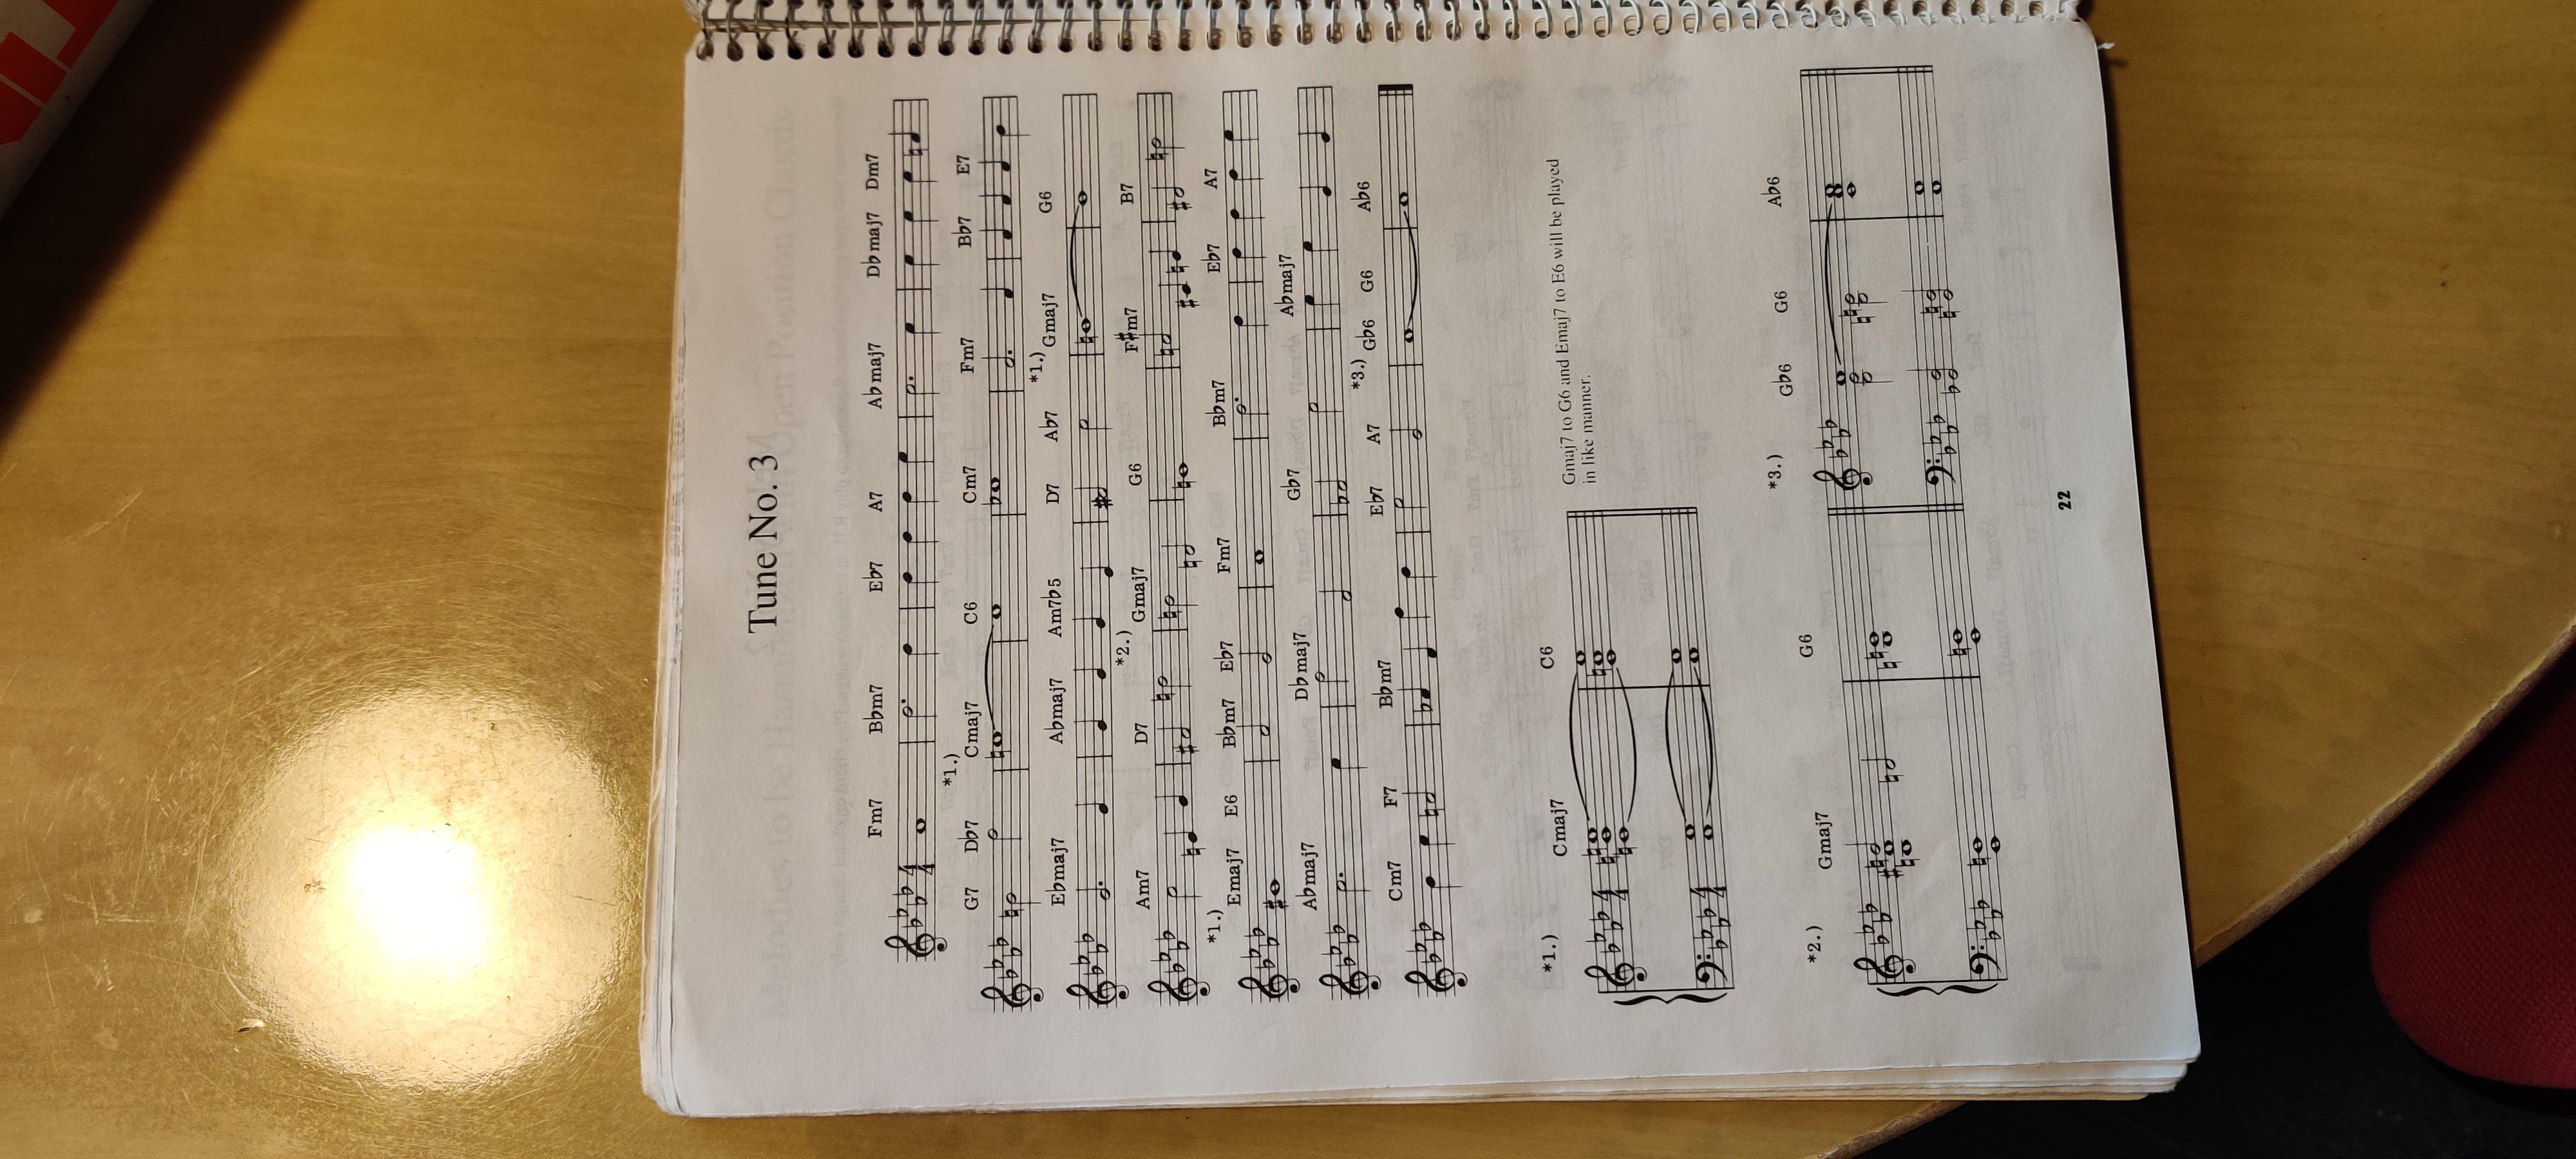 Tune No. 3
Fm7 Bbm7 Eb7 A7 Abmaj7 Dbmaj7 Dm7
*1.)
G7 Db7 Cmaj7 C6 Cm7 Fm7 Bb7 E7
*1.)
Ebmaj7 Abmaj7 Am7b5 D7 Ab7 Gmaj7 G6
*2.)
Am7 D7 Gmaj7 G6 F#m7 B7
*1.)
Emaj7 E6 Bbm7 Eb7 Fm7 Bbm7 Eb7 A7
Abmaj7 Dbmaj7 Gb7 Abmaj7
*3.)
Cm7 F7 Bbm7 Eb7 A7 Gb6 G6 Ab6
*1.)
Cmaj7 C6
Gmaj7 to G6 and Emaj7 to E6 will be played
in like manner.
*2.) *3.)
Gmaj7 G6 Gb6 G6 Ab6
22